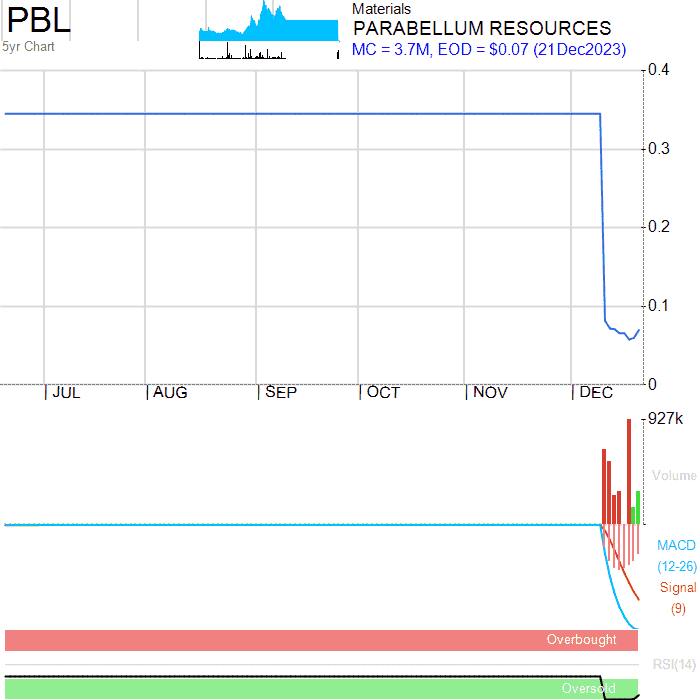 PBL
5yr Chart
Materials
PARABELLUM RESOURCES
MC = 3.7M, EOD = $0.07 (21Dec2023)
0.4
0.3
0.2
0.1
0
JUL AUG SEP OCT NOV DEC
927k
Volume
MACD
(12-26)
Signal
(9)
Overbought
RSI(14)
Oversold